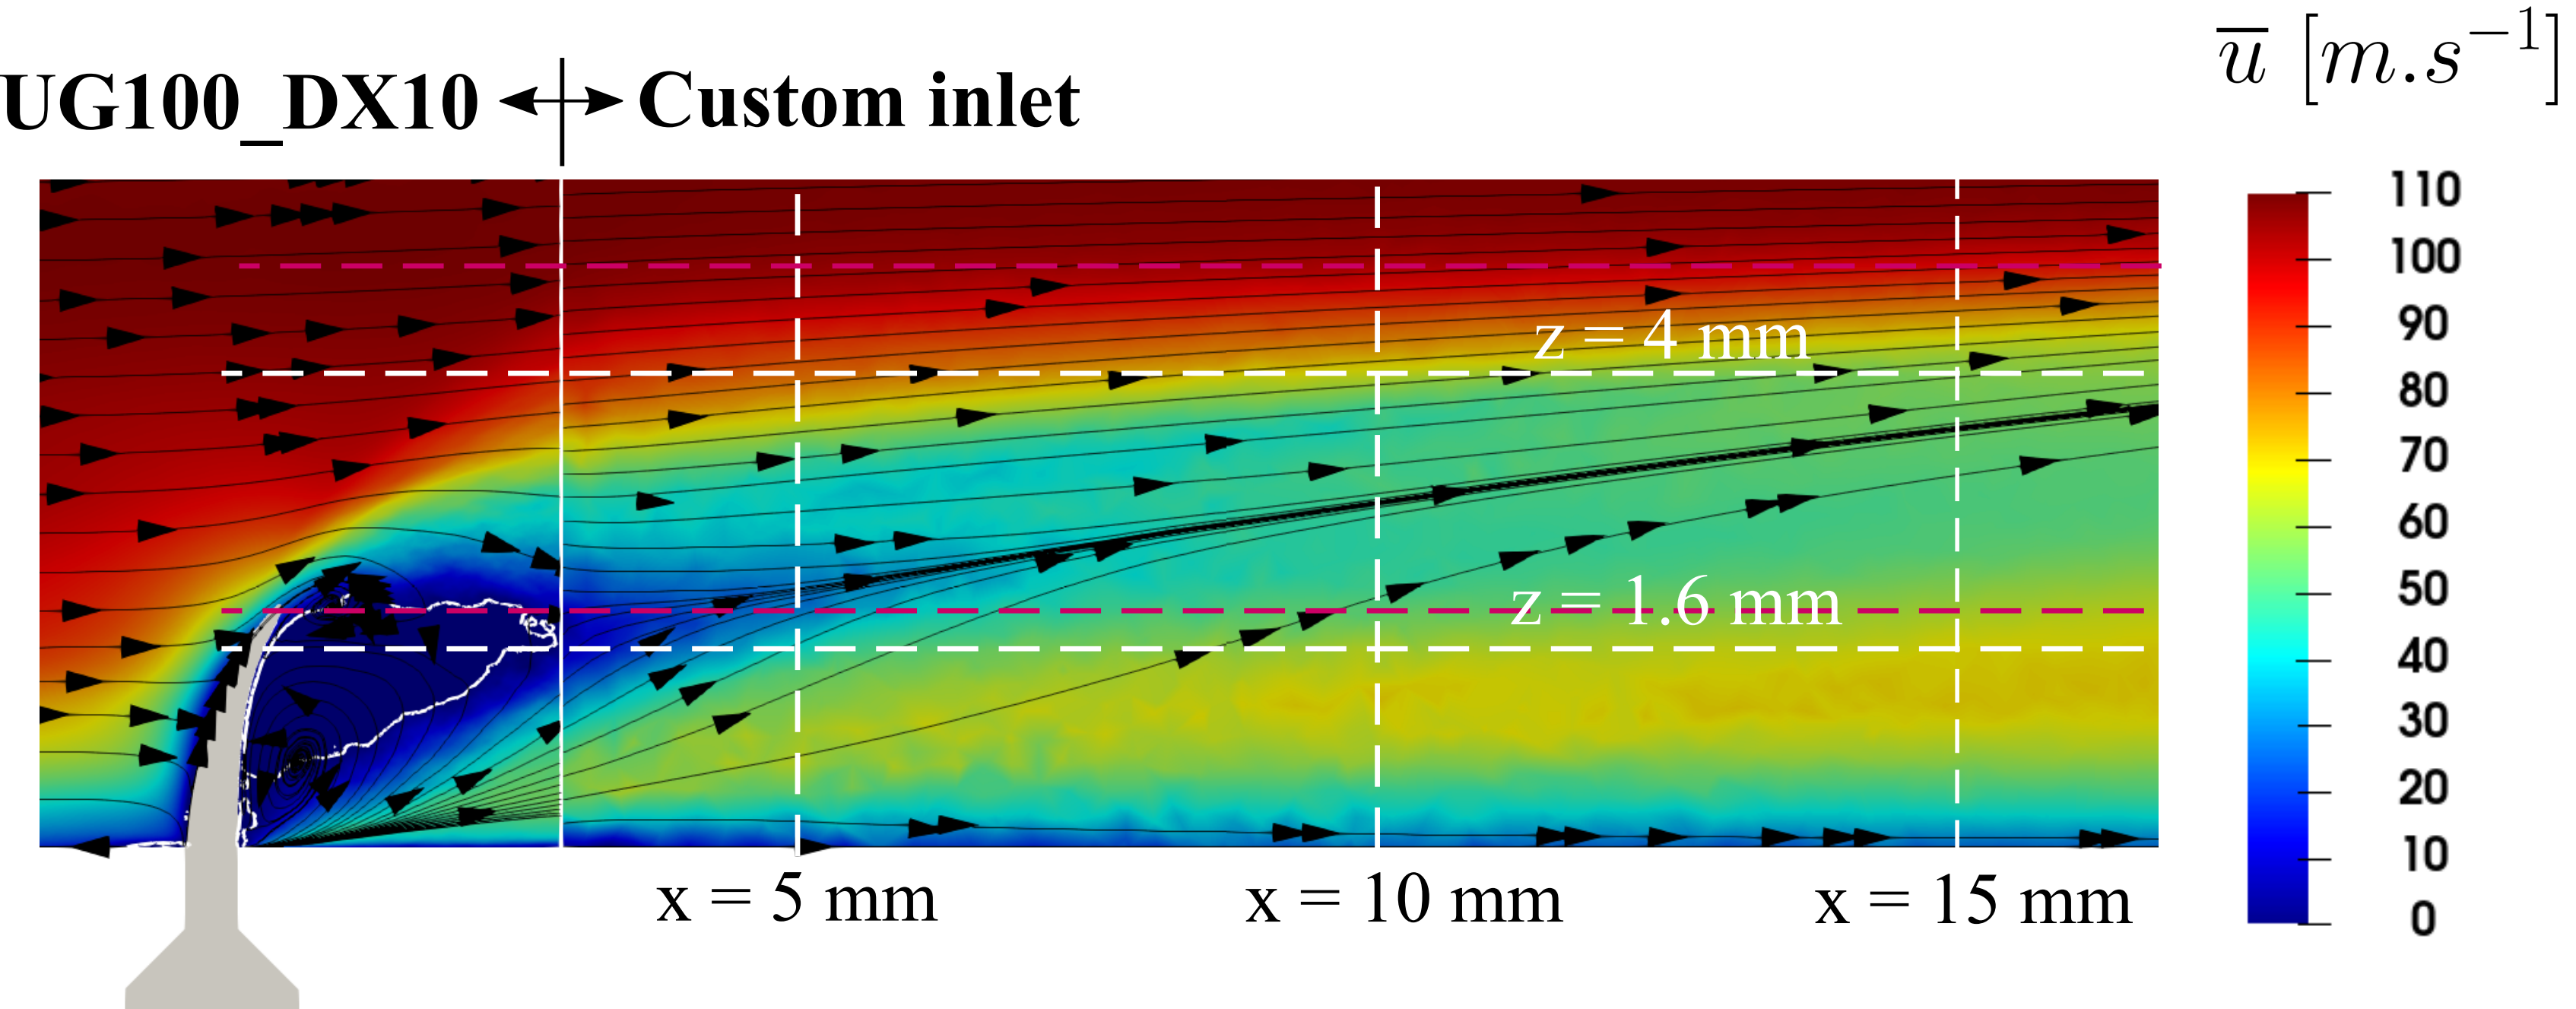 u̅ [m.s⁻¹]
UG100_DX10 Custom inlet
110
100
90
80
70
60
50
40
30
20
10
0
z = 4 mm
z = 1.6 mm
x = 5 mm
x = 10 mm
x = 15 mm